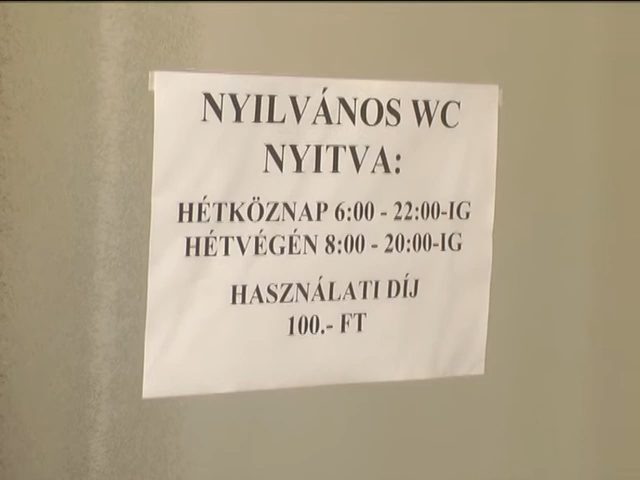 NYILVÁNOS WC
NYITVA:
HÉTKÖZNAP 6:00 - 22:00-IG
HÉTVÉGÉN 8:00 - 20:00-IG
HASZNÁLATI DÍJ
100.- FT